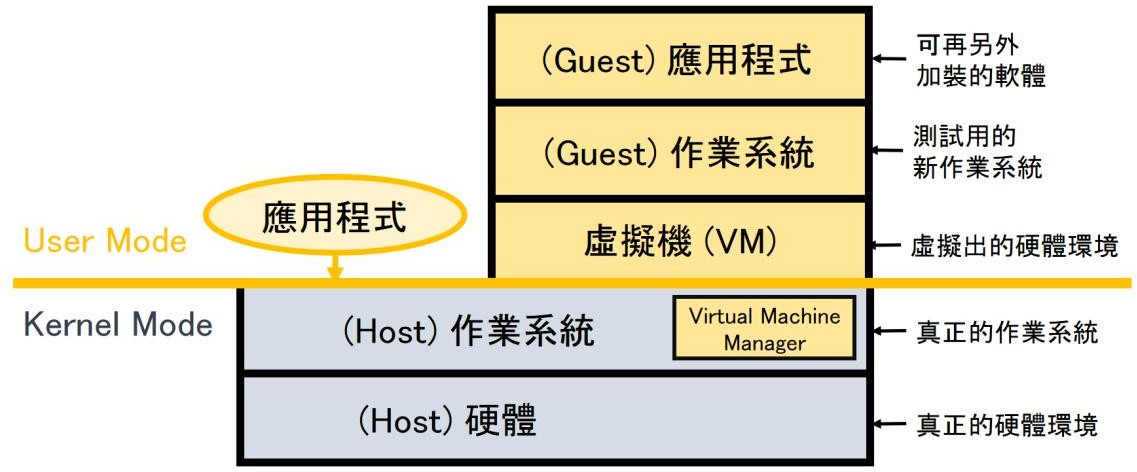 (Guest) 應用程式
可再另外
加裝的軟體
(Guest) 作業系統
測試用的
新作業系統
應用程式
User Mode
虛擬機 (VM)
虛擬出的硬體環境
Kernel Mode
(Host) 作業系統
Virtual Machine
Manager
真正的作業系統
(Host) 硬體
真正的硬體環境